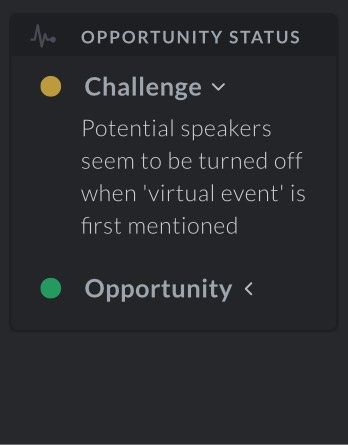 OPPORTUNITY STATUS
Challenge
Potential speakers
seem to be turned off
when 'virtual event' is
first mentioned
Opportunity